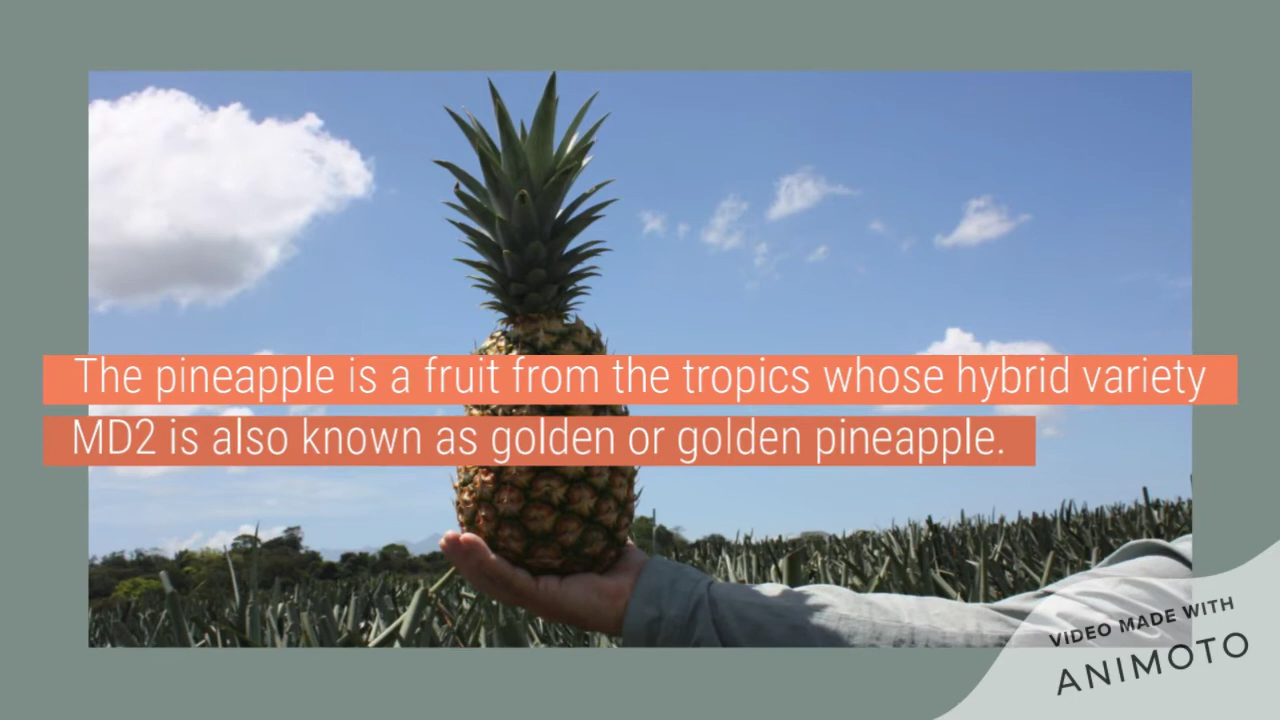 The pineapple is a fruit from the tropics whose hybrid variety
MD2 is also known as golden or golden pineapple.
VIDEO MADE WITH
ANIMOTO